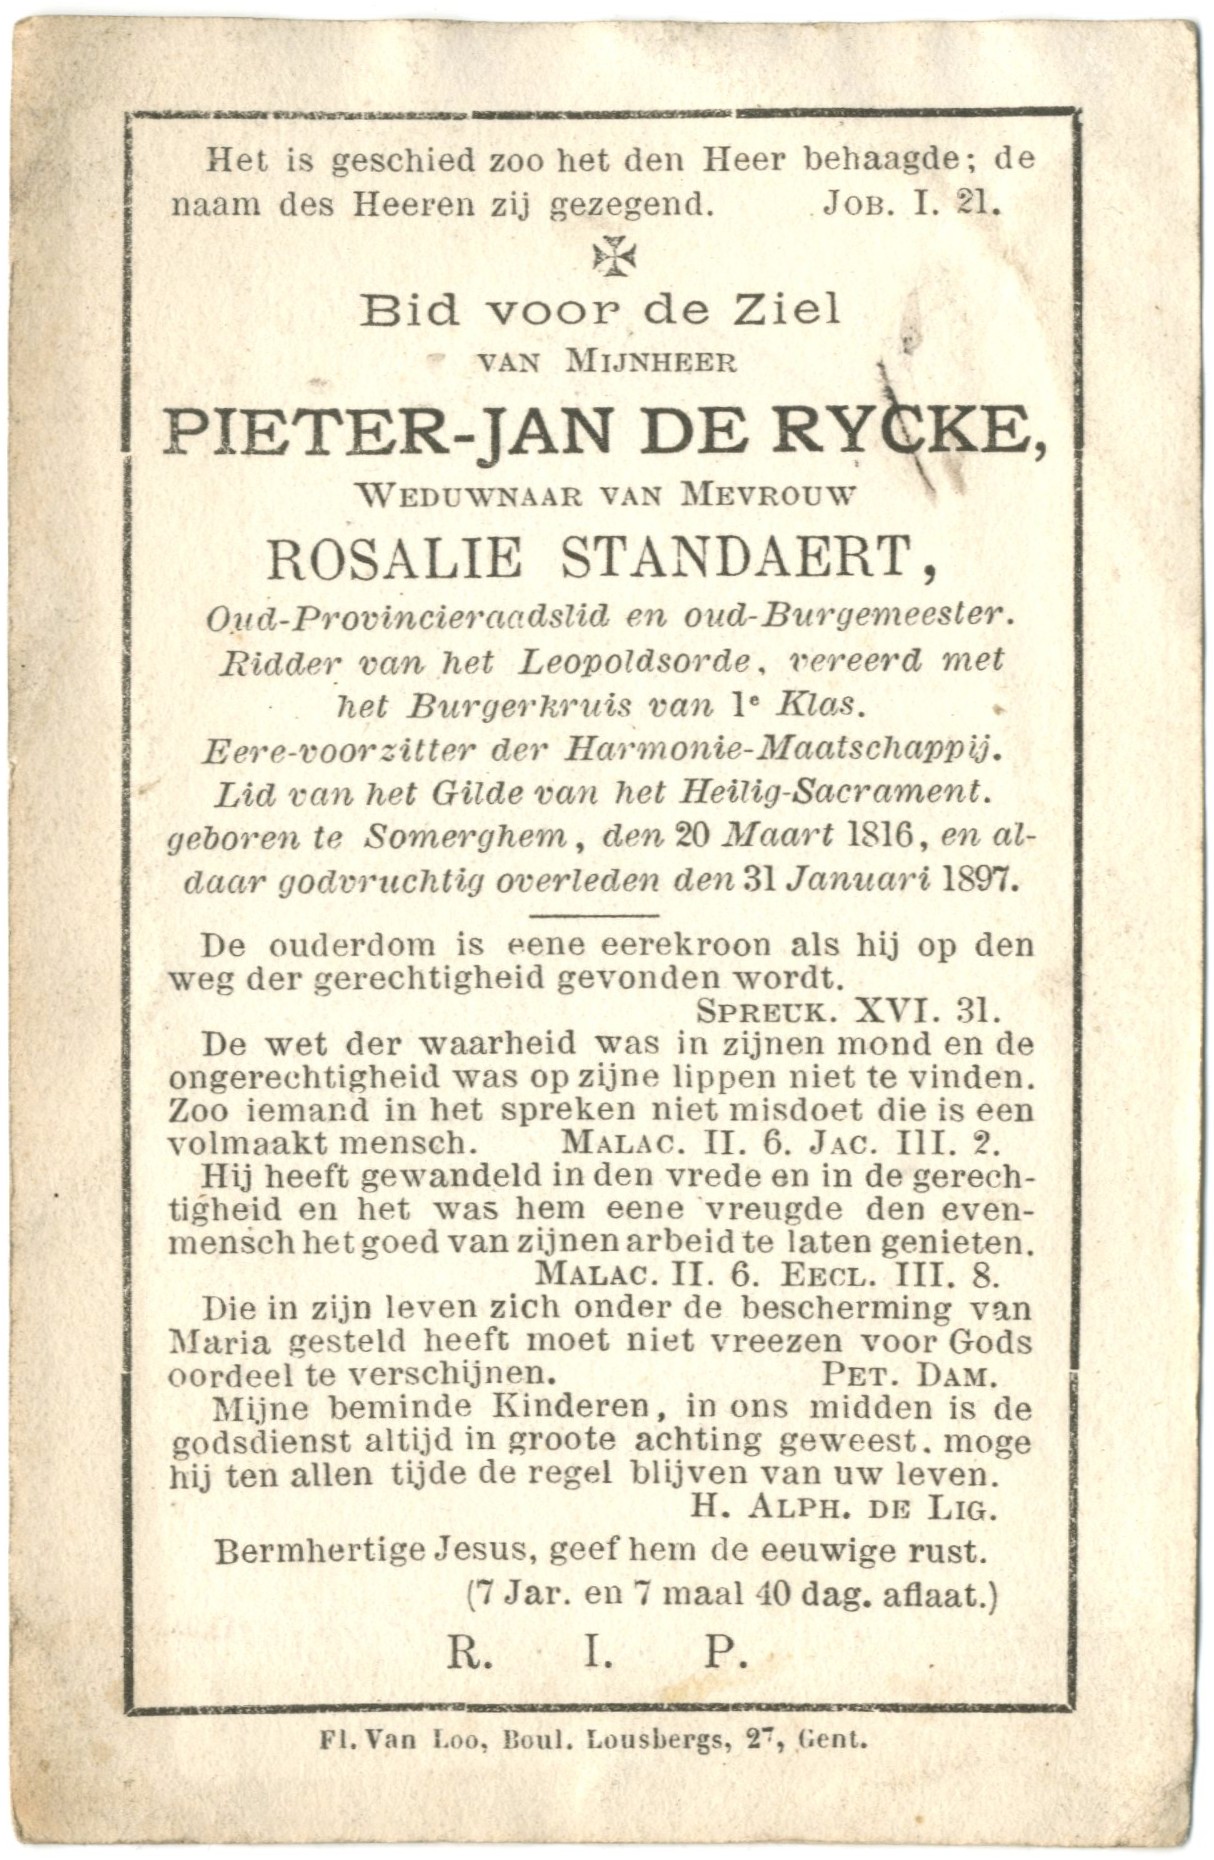 Het is geschied zoo het den Heer behaagde; de
naam des Heeren zij gezegend. JOB. I. 21.
Bid voor de Ziel
VAN MIJNHEER
PIETER-JAN DE RYCKE,
WEDUWNAAR VAN MEVROUW
ROSALIE STANDAERT,
Oud-Provincieraadslid en oud-Burgemeester.
Ridder van het Leopoldsorde, vereerd met
het Burgerkruis van 1e Klas.
Eere-voorzitter der Harmonie-Maatschappij.
Lid van het Gilde van het Heilig-Sacrament.
geboren te Somerghem, den 20 Maart 1816, en al-
daar godvruchtig overleden den 31 Januari 1897.
De ouderdom is eene eerekroon als hij op den
weg der gerechtigheid gevonden wordt.
SPREUK. XVI. 31.
De wet der waarheid was in zijnen mond en de
ongerechtigheid was op zijne lippen niet te vinden.
Zoo iemand in het spreken niet misdoet die is een
volmaakt mensch. MALAC. II. 6. JAC. III. 2.
Hij heeft gewandeld in den vrede en in de gerech-
tigheid en het was hem eene vreugde den even-
mensch het goed van zijnen arbeid te laten genieten.
MALAC. II. 6. EECL. III. 8.
Die in zijn leven zich onder de bescherming van
Maria gesteld heeft moet niet vreezen voor Gods
oordeel te verschijnen. PET. DAM.
Mijne beminde Kinderen, in ons midden is de
godsdienst altijd in groote achting geweest. moge
hij ten allen tijde de regel blijven van uw leven.
H. ALPH. DE LIG.
Bermhertige Jesus, geef hem de eeuwige rust.
(7 Jar. en 7 maal 40 dag. aflaat.)
R. I. P.
Fl. Van Loo, Boul. Lousbergs, 27, Gent.